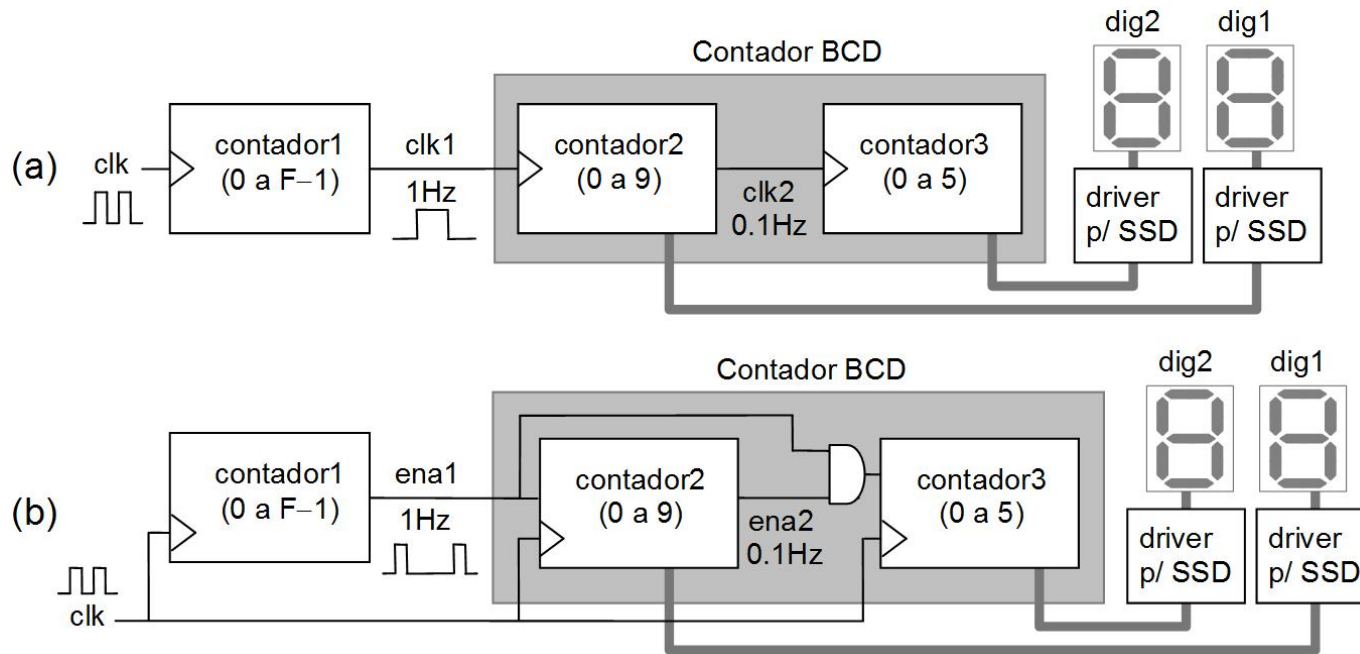 dig2 dig1
Contador BCD
(a)
clk
contador1
(0 a F–1)
clk1
1Hz
contador2
(0 a 9)
clk2
0.1Hz
contador3
(0 a 5)
driver
p/ SSD
driver
p/ SSD
dig2 dig1
Contador BCD
(b)
clk
contador1
(0 a F–1)
ena1
1Hz
contador2
(0 a 9)
ena2
0.1Hz
contador3
(0 a 5)
driver
p/ SSD
driver
p/ SSD